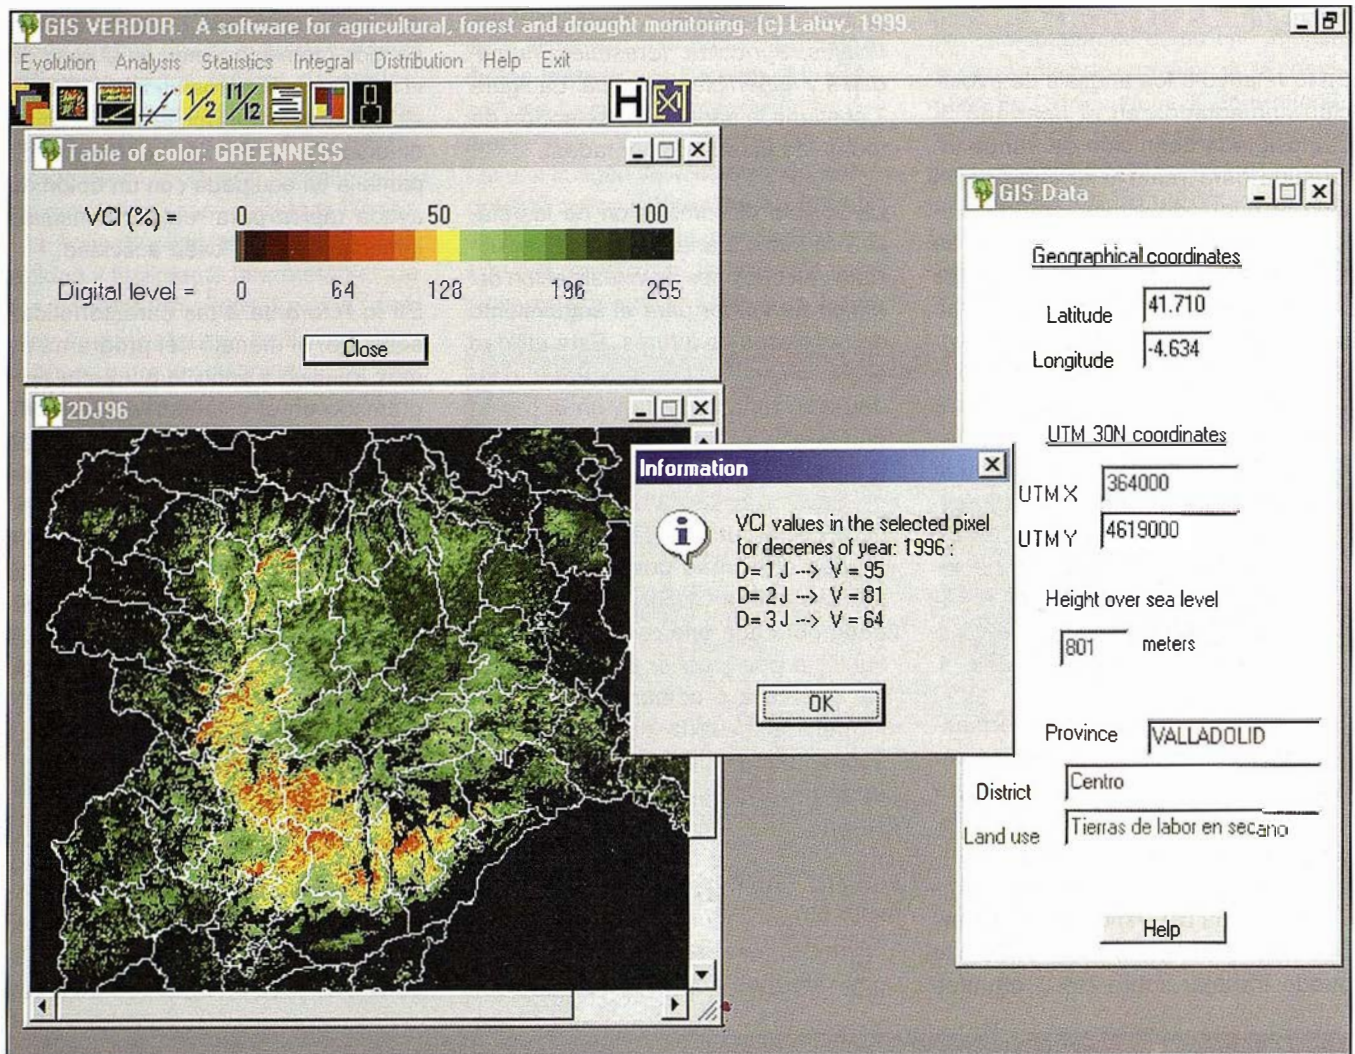 GIS VERDOR. A software for agricultural, forest and drought monitoring. (c) Latuv, 1999.
Evolution Analysis Statistics Integral Distribution Help Exit
1/2 I1/I2 H
Table of color: GREENNESS
VCI (%) = 0 50 100
Digital level = 0 64 128 196 255
Close
2DJ96
Information
VCI values in the selected pixel
for decenes of year: 1996 :
D= 1 J ---> V = 95
D= 2 J ---> V = 81
D= 3 J ---> V = 64
OK
GIS Data
Geographical coordinates
Latitude 41.710
Longitude -4.634
UTM 30N coordinates
UTM X 364000
UTM Y 4619000
Height over sea level
801 meters
Province VALLADOLID
District Centro
Land use Tierras de labor en secano
Help